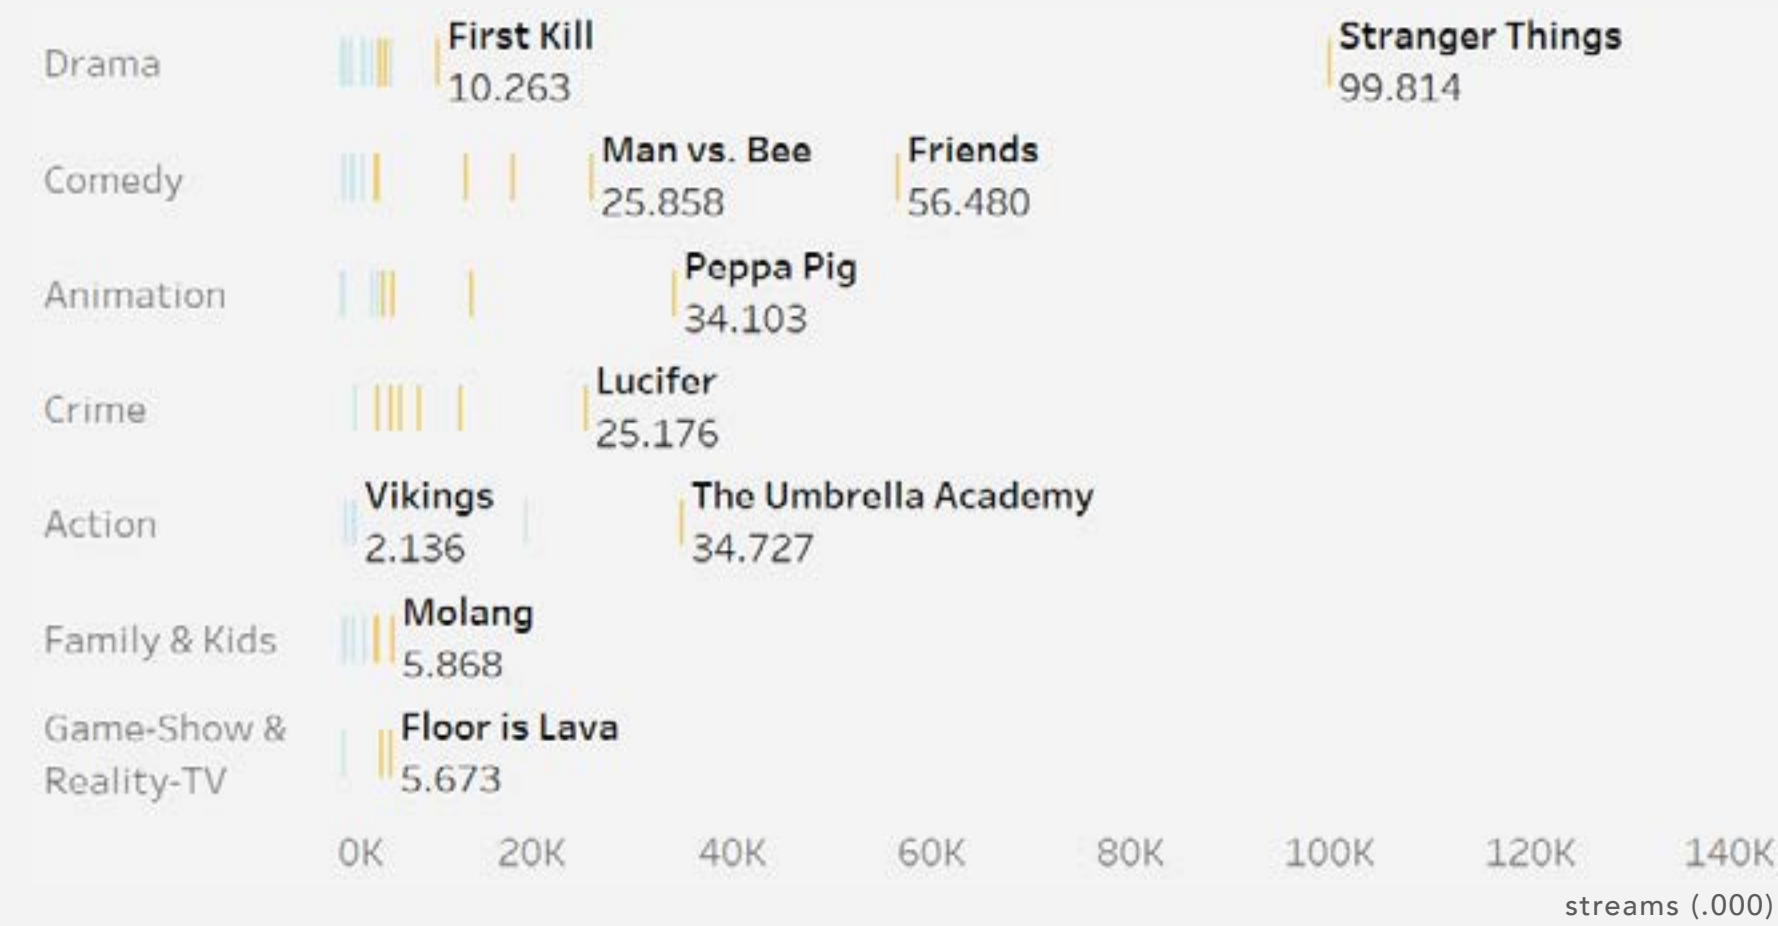 Drama
First Kill
10.263
Stranger Things
99.814
Comedy
Man vs. Bee
25.858
Friends
56.480
Animation
Peppa Pig
34.103
Crime
Lucifer
25.176
Action
Vikings
2.136
The Umbrella Academy
34.727
Family & Kids
Molang
5.868
Game-Show &
Reality-TV
Floor is Lava
5.673
0K 20K 40K 60K 80K 100K 120K 140K
streams (.000)